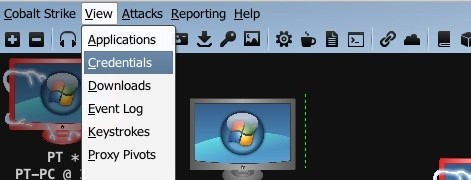 Cobalt Strike View Attacks Reporting Help
Applications
Credentials
Downloads
Event Log
Keystrokes
Proxy Pivots
PT *
PT-PC @